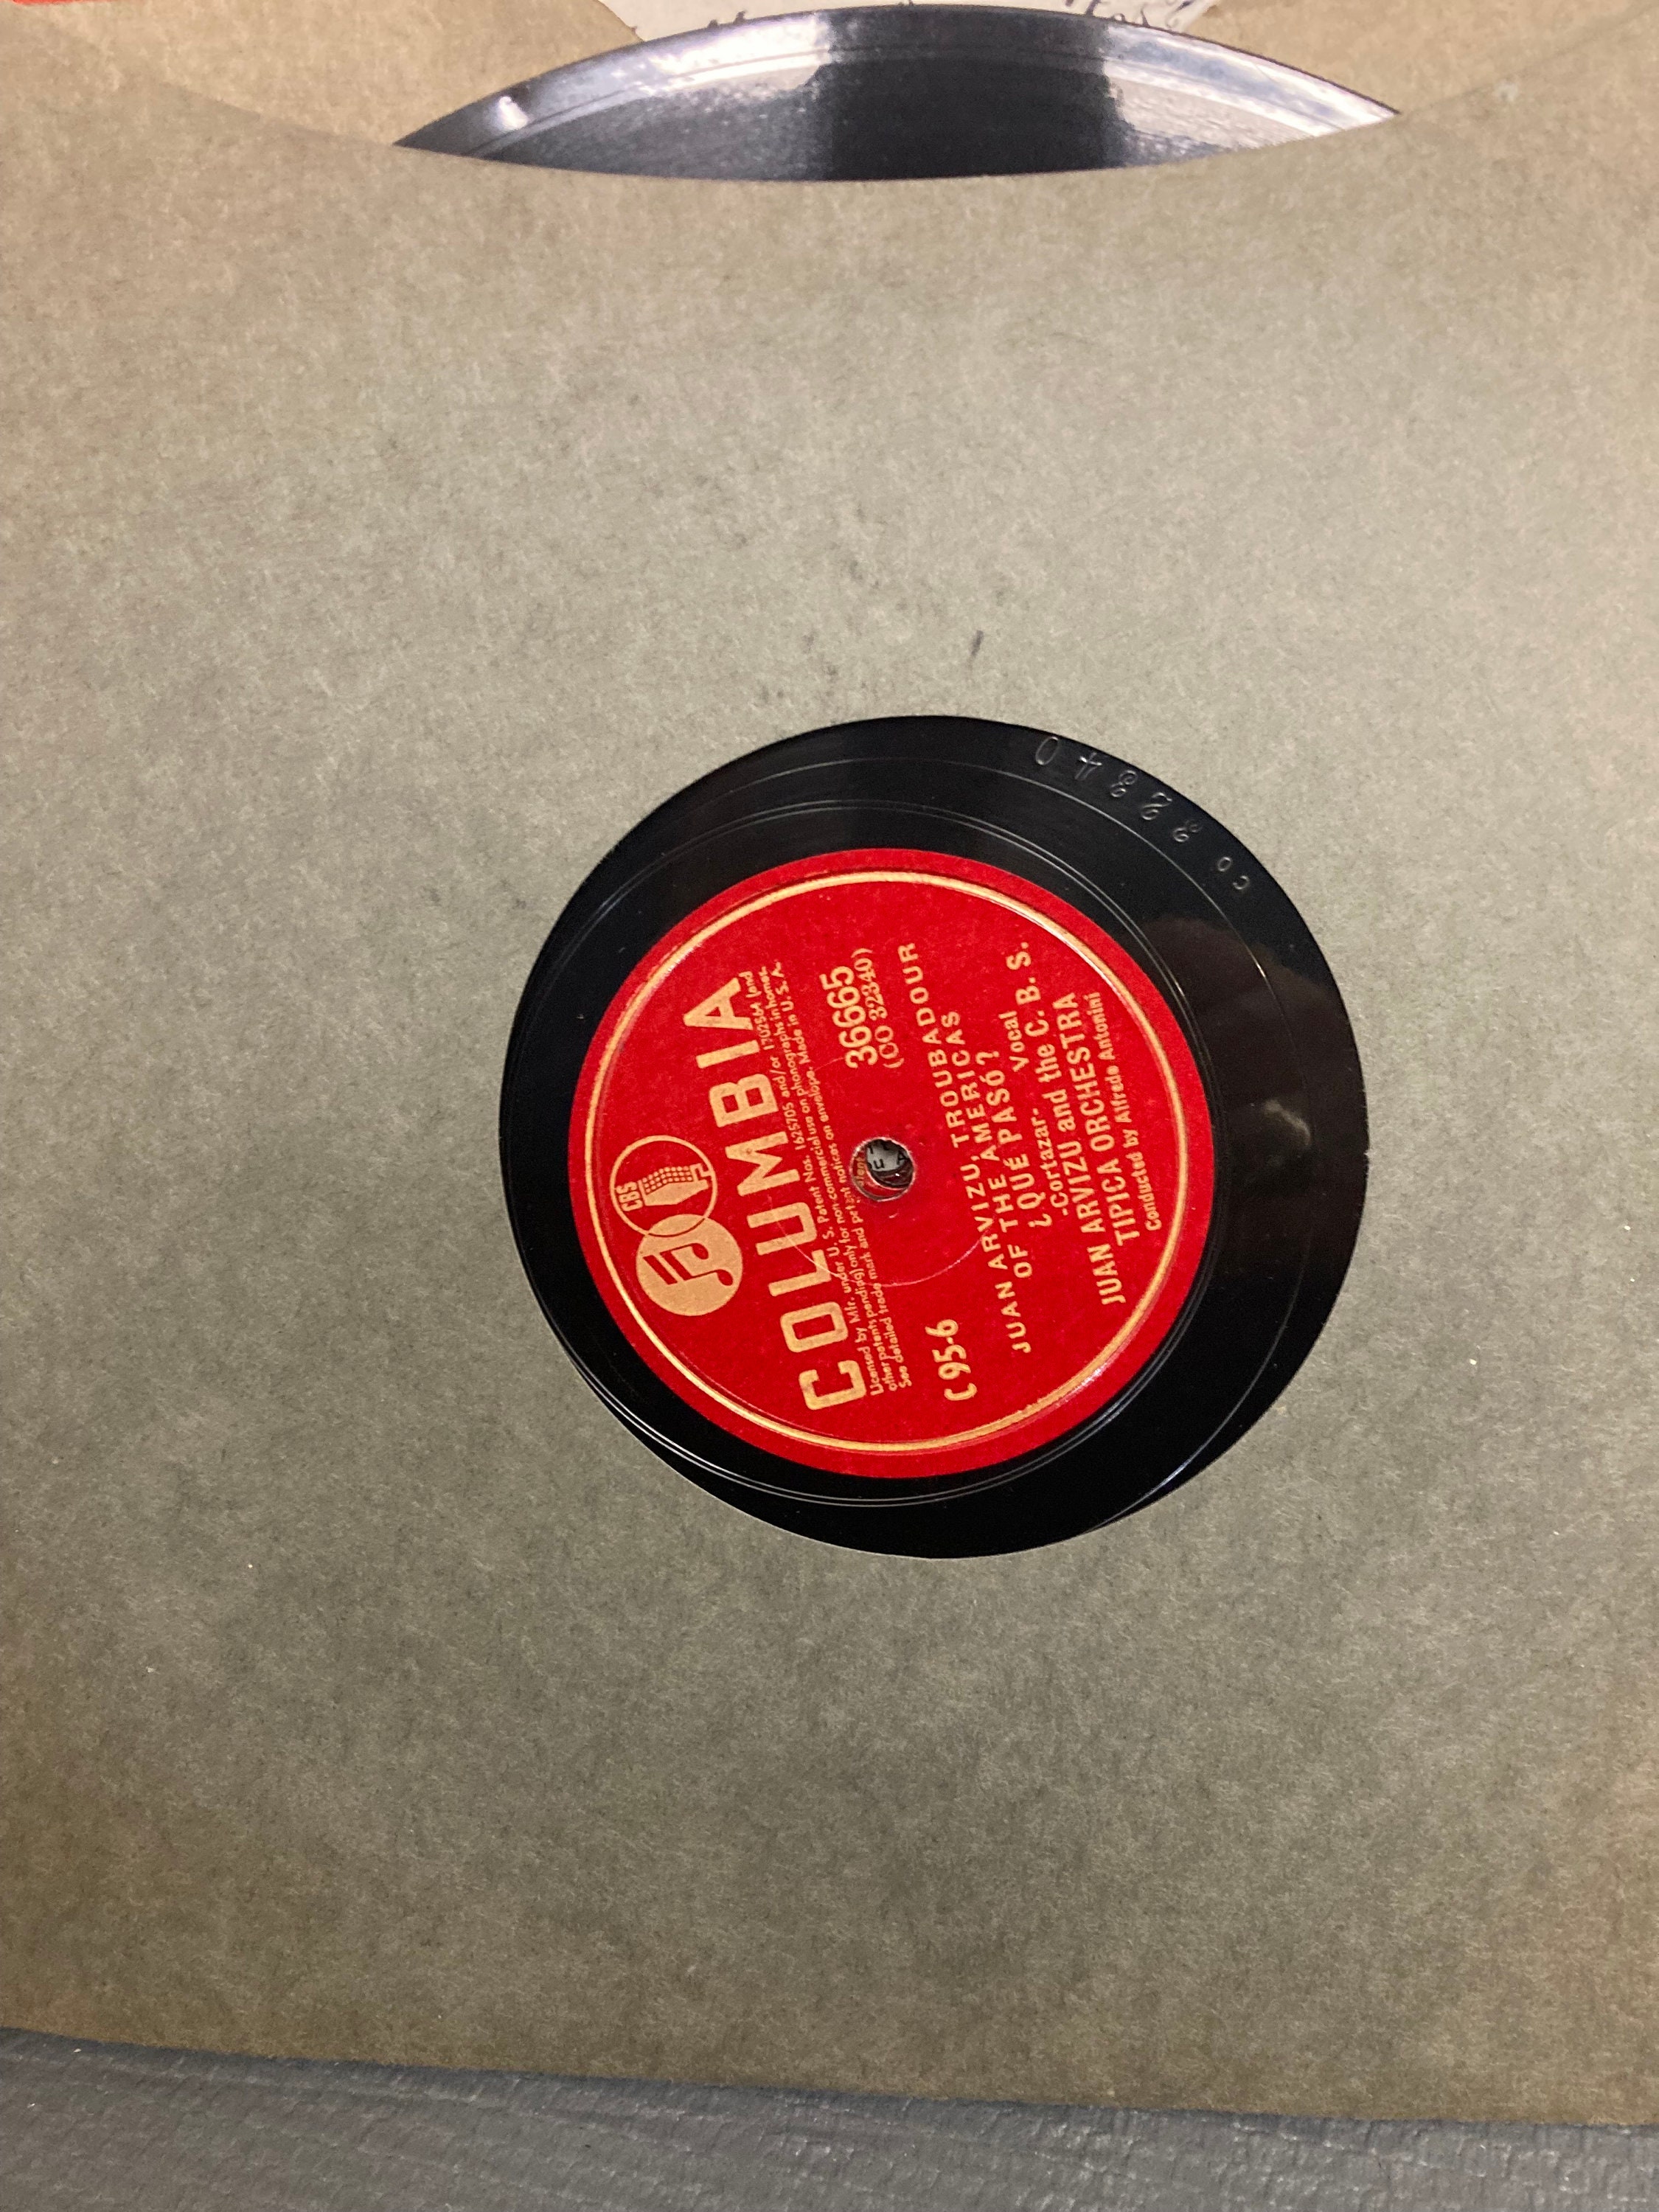 CBS
COLUMBIA
Licensed by Mfr. under U. S. Patent Nos. 1625705 and/or 1702564 (and
other patents pending) only for non-commercial use on phonographs in homes.
See detailed trade mark and patent notices on envelope. Made in U. S. A.
36665
(CO 32340)
C 95-6
JUAN ARVIZU, TROUBADOUR
OF THE AMERICAS
¿QUÉ PASÓ? Vocal
-Cortazar-
JUAN ARVIZU and the C. B. S.
TIPICA ORCHESTRA
Conducted by Alfredo Antonini
CO 32340